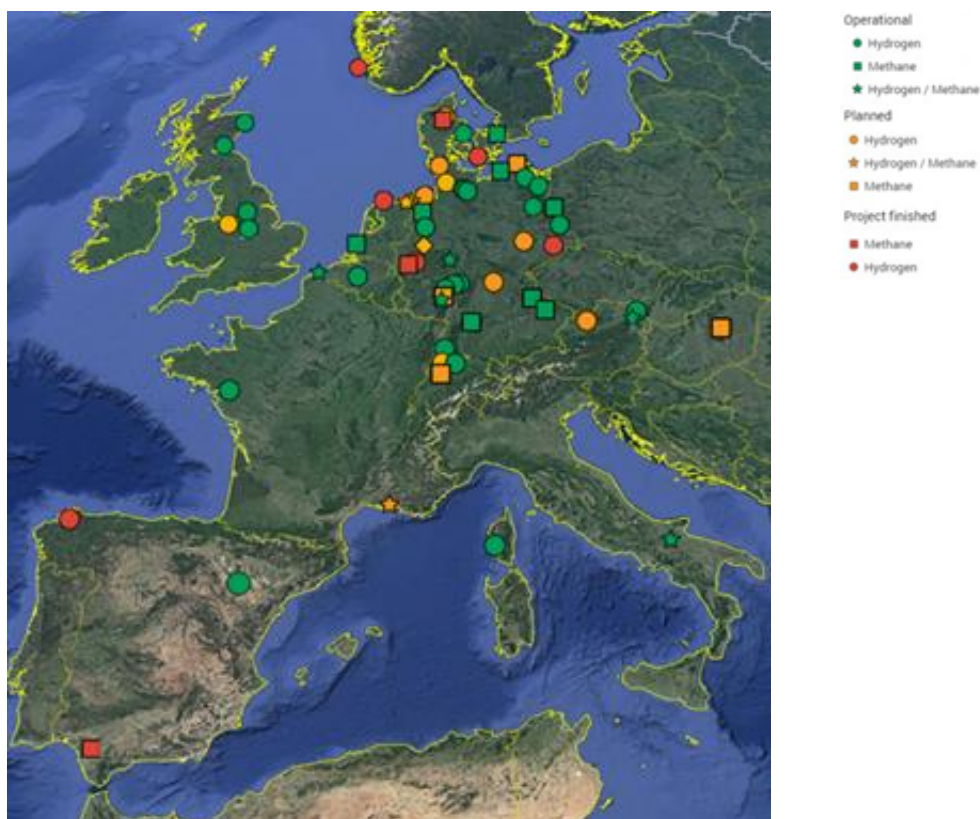 Operational
Hydrogen
Methane
Hydrogen / Methane
Planned
Hydrogen
Hydrogen / Methane
Methane
Project finished
Methane
Hydrogen